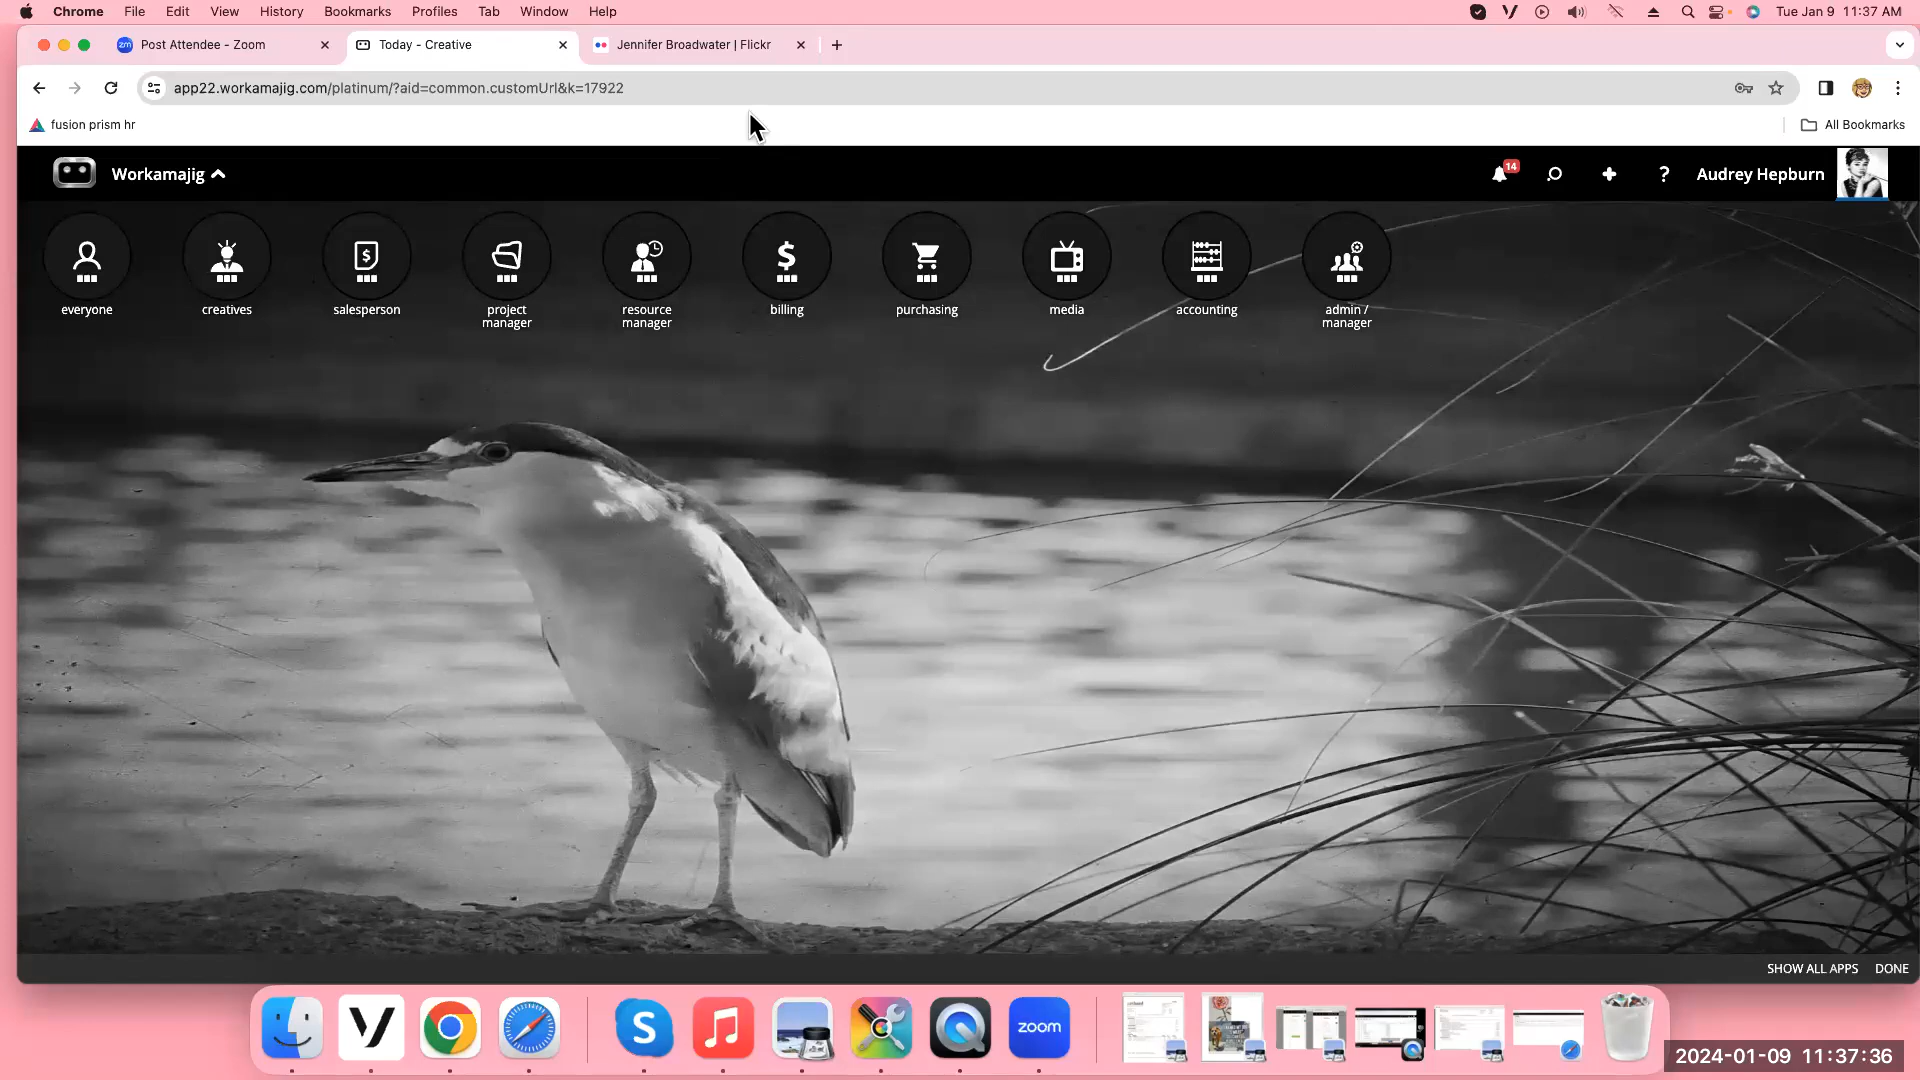 Chrome File Edit View History Bookmarks Profiles Tab Window Help
Tue Jan 9 11:37 AM
Post Attendee - Zoom
Today - Creative
Jennifer Broadwater | Flickr
app22.workamajig.com/platinum/?aid=common.customUrl&k=17922
fusion prism hr
All Bookmarks
Workamajig
14
?
Audrey Hepburn
everyone
creatives
salesperson
project
manager
resource
manager
billing
purchasing
media
accounting
admin /
manager
SHOW ALL APPS DONE
zoom
2024-01-09 11:37:36